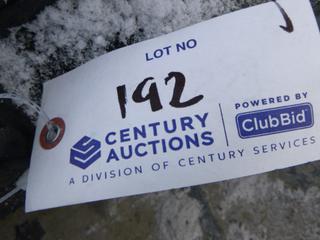 LOT NO
192
CENTURY
AUCTIONS
POWERED BY
ClubBid
A DIVISION OF CENTURY SERVICES